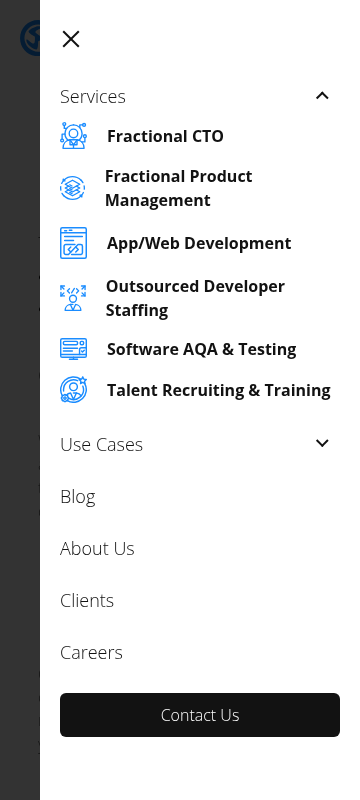 Services
Fractional CTO
Fractional Product
Management
App/Web Development
Outsourced Developer
Staffing
Software AQA & Testing
Talent Recruiting & Training
Use Cases
Blog
About Us
Clients
Careers
Contact Us